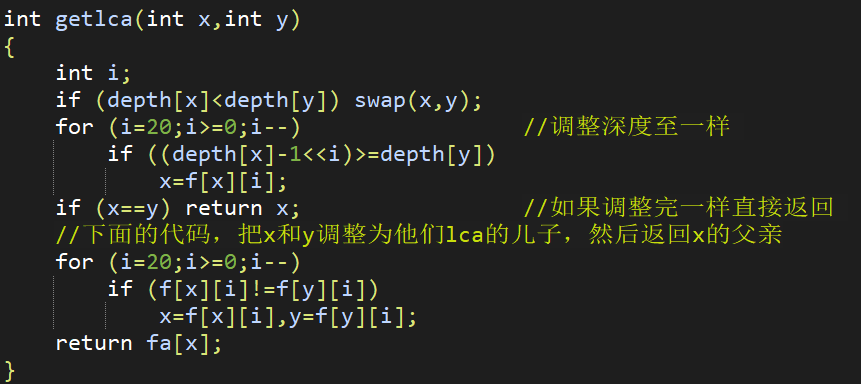 int getlca(int x,int y)
{
    int i;
    if (depth[x]<depth[y]) swap(x,y);
    for (i=20;i>=0;i--)                //调整深度至一样
        if ((depth[x]-1<<i)>=depth[y])
            x=f[x][i];
    if (x==y) return x;                //如果调整完一样直接返回
    //下面的代码，把x和y调整为他们lca的儿子，然后返回x的父亲
    for (i=20;i>=0;i--)
        if (f[x][i]!=f[y][i])
            x=f[x][i],y=f[y][i];
    return fa[x];
}